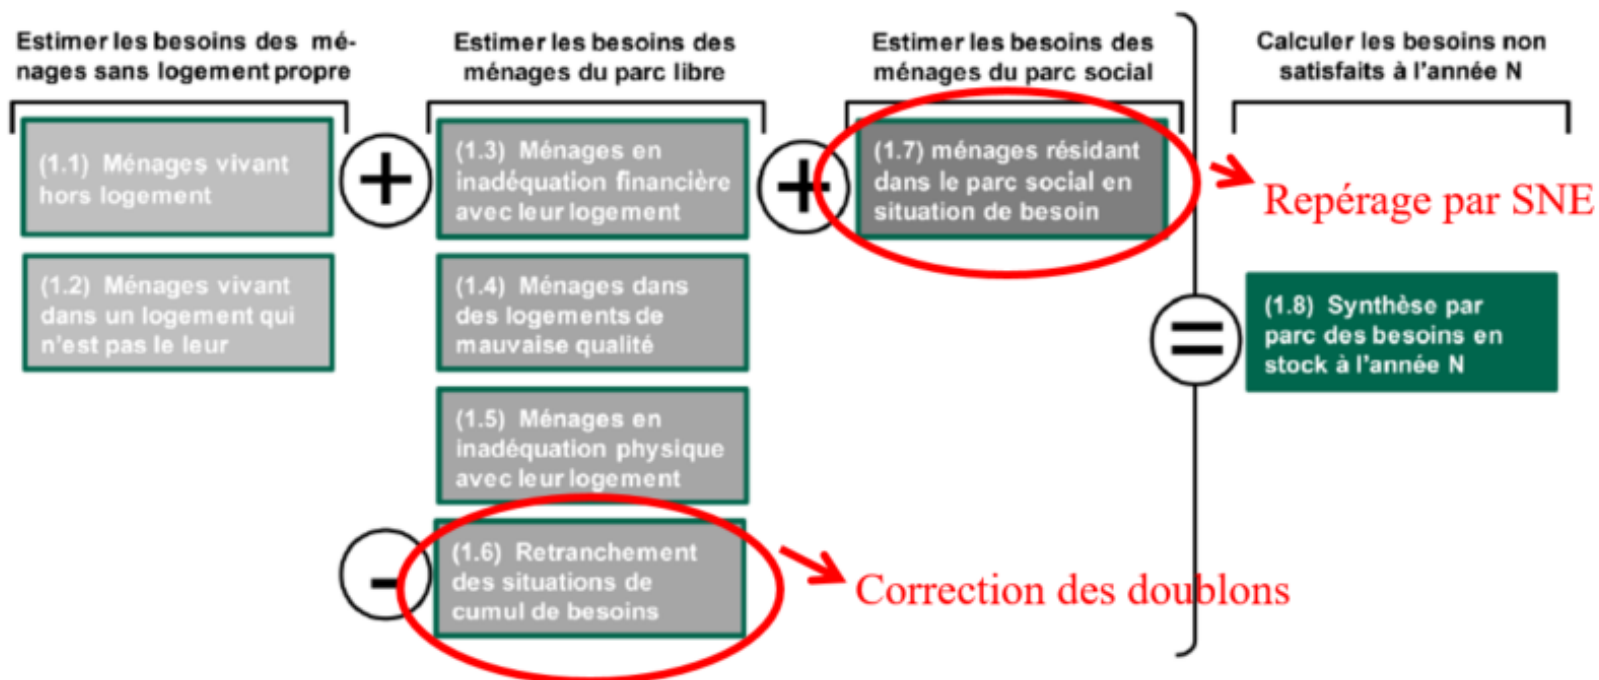 Estimer les besoins des mé-
nages sans logement propre
(1.1) Ménages vivant
hors logement
(1.2) Ménages vivant
dans un logement qui
n'est pas le leur
+
Estimer les besoins des
ménages du parc libre
(1.3) Ménages en
inadéquation financière
avec leur logement
(1.4) Ménages dans
des logements de
mauvaise qualité
(1.5) Ménages en
inadéquation physique
avec leur logement
-
(1.6) Retranchement
des situations de
cumul de besoins
Correction des doublons
+
Estimer les besoins des
ménages du parc social
(1.7) ménages résidant
dans le parc social en
situation de besoin
Repérage par SNE
=
Calculer les besoins non
satisfaits à l'année N
(1.8) Synthèse par
parc des besoins en
stock à l'année N